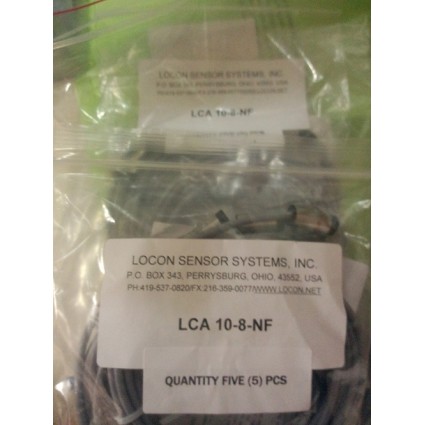 LOCON SENSOR SYSTEMS, INC
LCA 10-8-NF
LOCON SENSOR SYSTEMS, INC.
P.O. BOX 343, PERRYSBURG, OHIO, 43552, USA
PH:419-537-0820/FX:216-359-0077/WWW.LOCON.NET
LCA 10-8-NF
QUANTITY FIVE (5) PCS